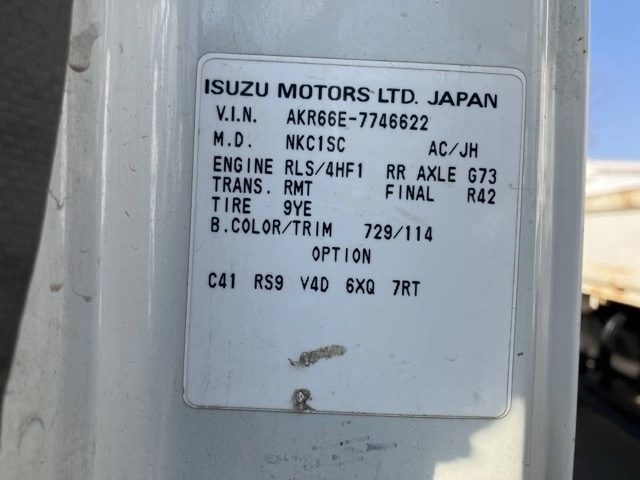 ISUZU MOTORS LTD. JAPAN
V.I.N. AKR66E-7746622
M.D. NKC1SC AC/JH
ENGINE RLS/4HF1 RR AXLE G73
TRANS. RMT FINAL R42
TIRE 9YE
B.COLOR/TRIM 729/114
OPTION
C41 RS9 V4D 6XQ 7RT